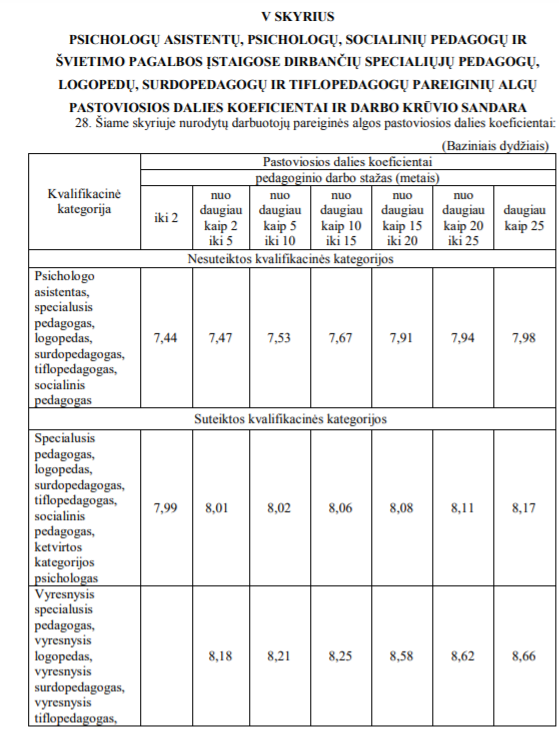 V SKYRIUS
PSICHOLOGŲ ASISTENTŲ, PSICHOLOGŲ, SOCIALINIŲ PEDAGOGŲ IR
ŠVIETIMO PAGALBOS ĮSTAIGOSE DIRBANČIŲ SPECIALIŲJŲ PEDAGOGŲ,
LOGOPEDŲ, SURDOPEDAGOGŲ IR TIFLOPEDAGOGŲ PAREIGINIŲ ALGŲ
PASTOVIOSIOS DALIES KOEFICIENTAI IR DARBO KRŪVIO SANDARA
28. Šiame skyriuje nurodytų darbuotojų pareiginės algos pastoviosios dalies koeficientai:
(Baziniais dydžiais)
Kvalifikacinė
kategorija
Pastoviosios dalies koeficientai
pedagoginio darbo stažas (metais)
iki 2
nuo
daugiau
kaip 2
iki 5
nuo
daugiau
kaip 5
iki 10
nuo
daugiau
kaip 10
iki 15
nuo
daugiau
kaip 15
iki 20
nuo
daugiau
kaip 20
iki 25
daugiau
kaip 25
Nesuteiktos kvalifikacinės kategorijos
Psichologo
asistentas,
specialusis
pedagogas,
logopedas,
surdopedagogas,
tiflopedagogas,
socialinis
pedagogas
7,44 7,47 7,53 7,67 7,91 7,94 7,98
Suteiktos kvalifikacinės kategorijos
Specialusis
pedagogas,
logopedas,
surdopedagogas,
tiflopedagogas,
socialinis
pedagogas,
ketvirtos
kategorijos
psichologas
7,99 8,01 8,02 8,06 8,08 8,11 8,17
Vyresnysis
specialusis
pedagogas,
vyresnysis
logopedas,
vyresnysis
surdopedagogas,
vyresnysis
tiflopedagogas,
8,18 8,21 8,25 8,58 8,62 8,66